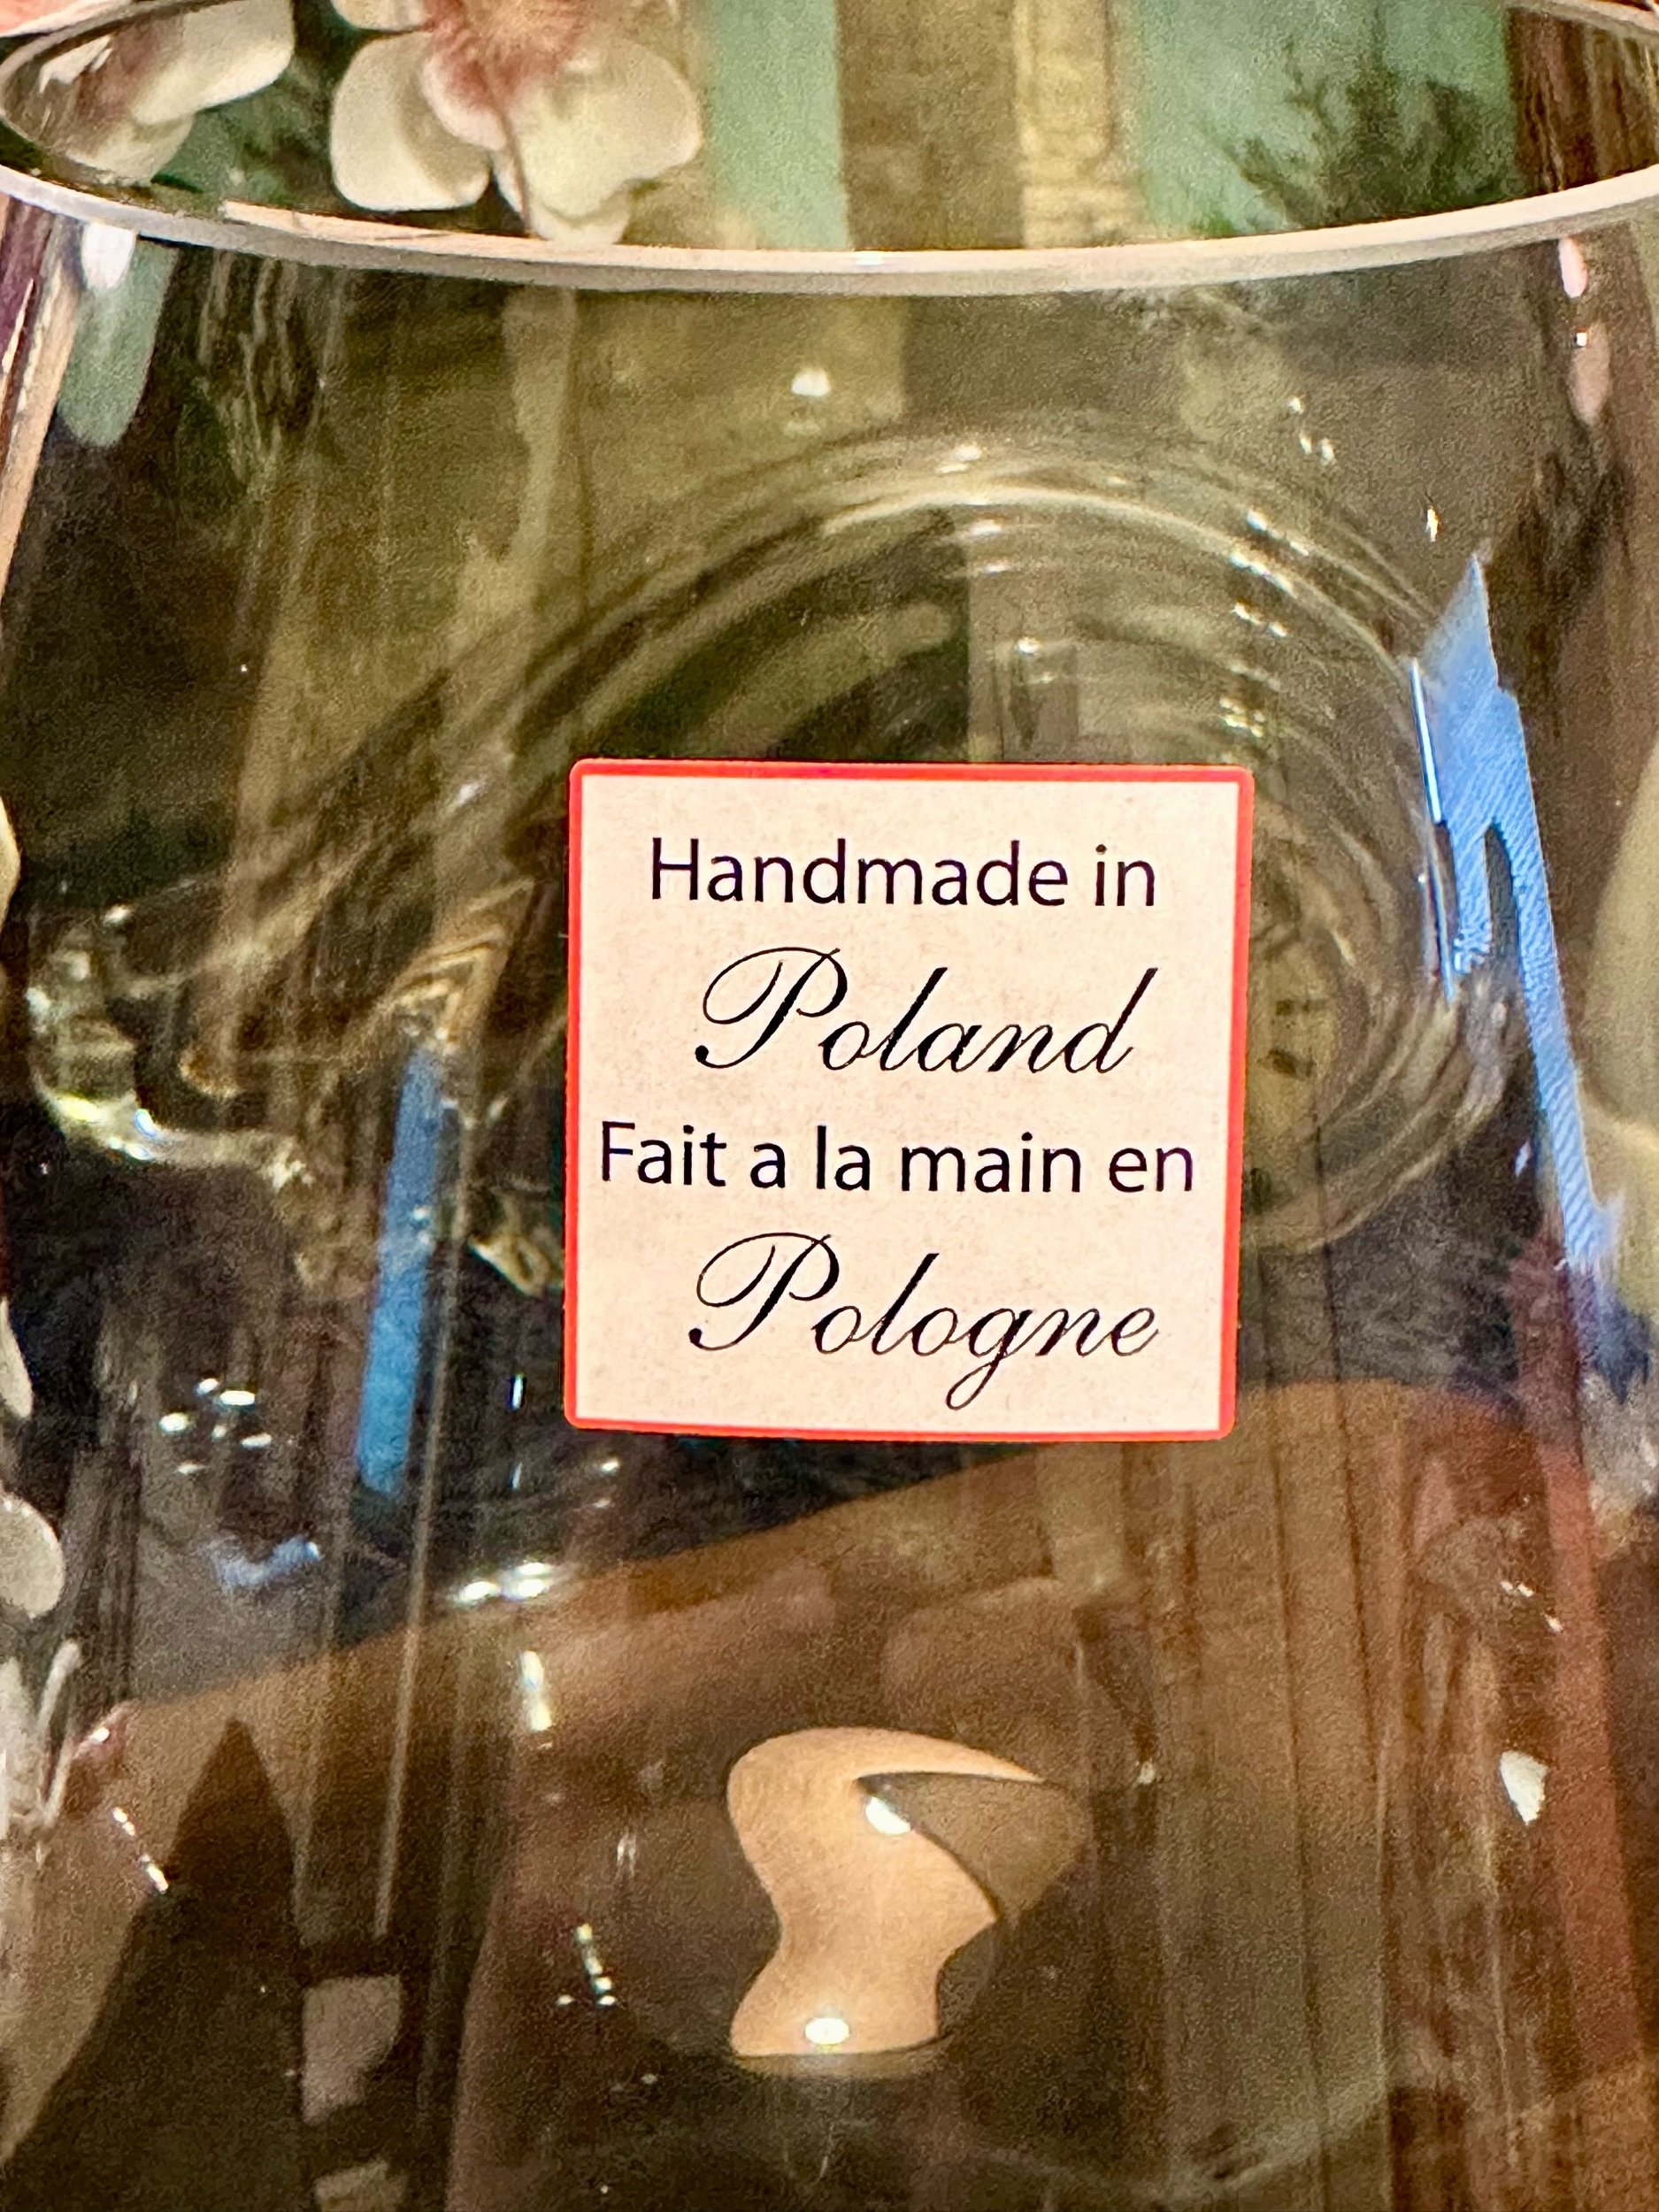 Handmade in
Poland
Fait a la main en
Pologne